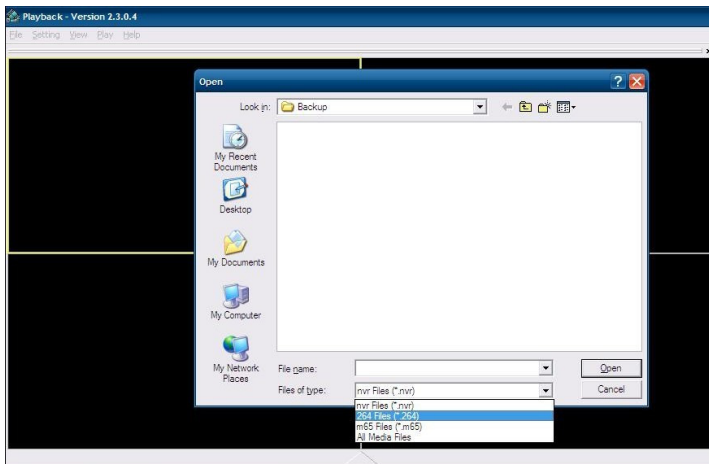 Playback - Version 2.3.0.4
File Setting View Play Help
Open
Look in: Backup
My Recent
Documents
Desktop
My Documents
My Computer
My Network
Places
File name:
Open
Files of type: nvr Files (*.nvr)
Cancel
nvr Files (*.nvr)
264 Files (*.264)
m65 Files (*.m65)
All Media Files